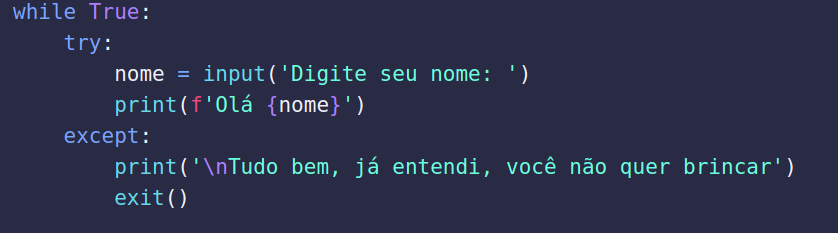 while True:
    try:
        nome = input('Digite seu nome: ')
        print(f'Olá {nome}')
    except:
        print('\nTudo bem, já entendi, você não quer brincar')
        exit()